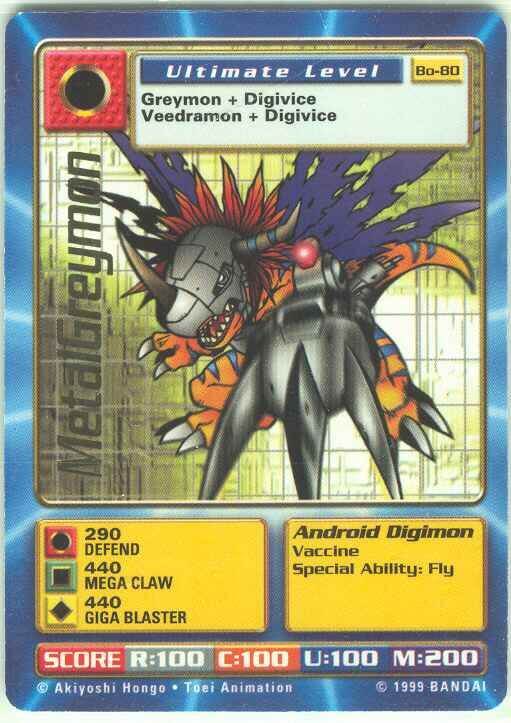 Ultimate Level
Bo-80
Greymon + Digivice
Veedramon + Digivice
MetalGreymon
290
DEFEND
440
MEGA CLAW
440
GIGA BLASTER
Android Digimon
Vaccine
Special Ability: Fly
SCORE R:100 C:100 U:100 M:200
© Akiyoshi Hongo • Toei Animation © 1999 BANDAI